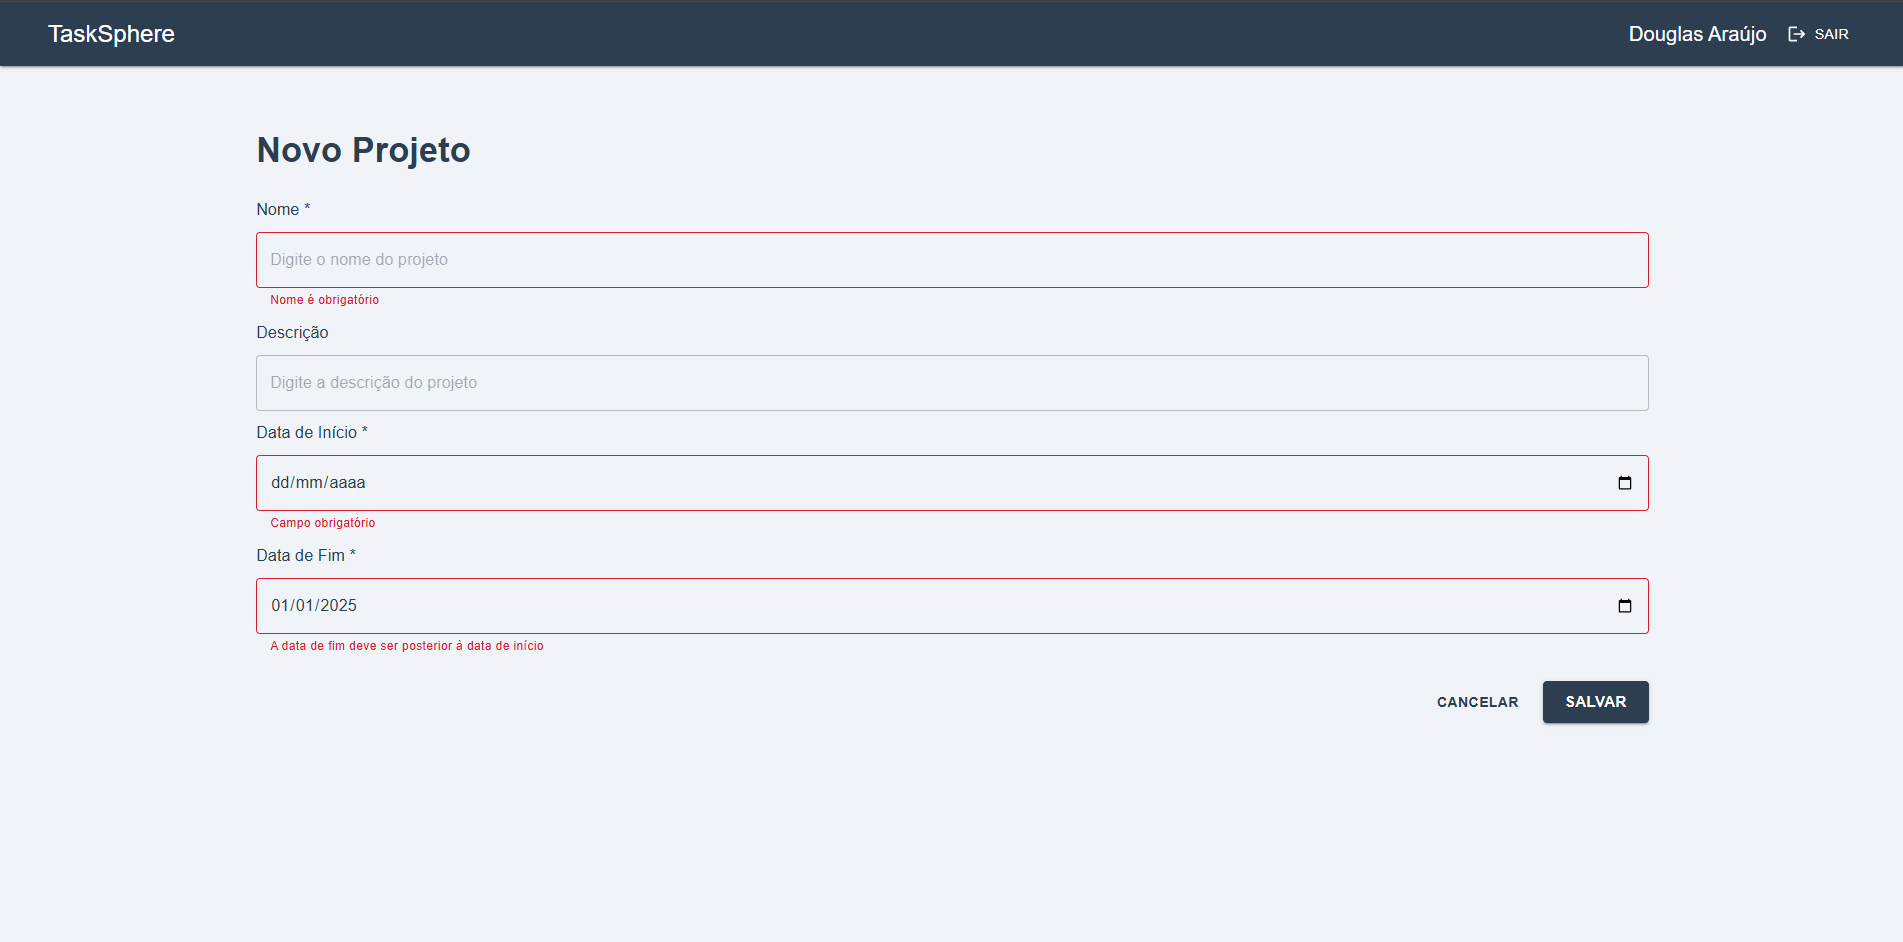 TaskSphere
Douglas Araújo SAIR
Novo Projeto
Nome *
Digite o nome do projeto
Nome é obrigatório
Descrição
Digite a descrição do projeto
Data de Início *
dd/mm/aaaa
Campo obrigatório
Data de Fim *
01/01/2025
A data de fim deve ser posterior à data de início
CANCELAR SALVAR